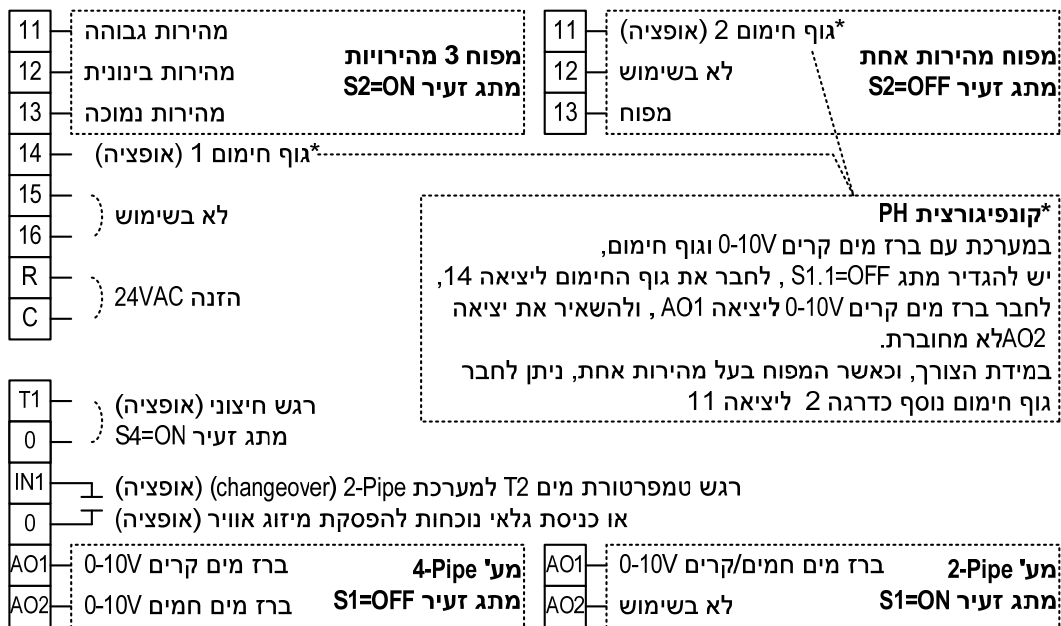 11 מהירות גבוהה
12 מהירות בינונית
13 מהירות נמוכה
מפוח 3 מהירויות
מתג זעיר S2=ON
11 *גוף חימום 2 (אופציה)
12 לא בשימוש
13 מפוח
מפוח מהירות אחת
מתג זעיר S2=OFF
14 *גוף חימום 1 (אופציה)
15
16
לא בשימוש
R
C
הזנה 24VAC
*קונפיגורצית PH
במערכת עם ברז מים קרים 0-10V וגוף חימום,
יש להגדיר מתג S1.1=OFF , לחבר את גוף החימום ליציאה 14,
לחבר ברז מים קרים 0-10V ליציאה AO1 , ולהשאיר את יציאה
AO2לא מחוברת.
במידת הצורך, וכאשר המפוח בעל מהירות אחת, ניתן לחבר
גוף חימום נוסף כדרגה 2 ליציאה 11
T1
0
רגש חיצוני (אופציה)
מתג זעיר S4=ON
IN1 רגש טמפרטורת מים T2 למערכת 2-Pipe (changeover) (אופציה)
0 או כניסת גלאי נוכחות להפסקת מיזוג אוויר (אופציה)
AO1 ברז מים קרים 0-10V
AO2 ברז מים חמים 0-10V
מע' 4-Pipe
מתג זעיר S1=OFF
AO1 ברז מים חמים/קרים 0-10V
AO2 לא בשימוש
מע' 2-Pipe
מתג זעיר S1=ON